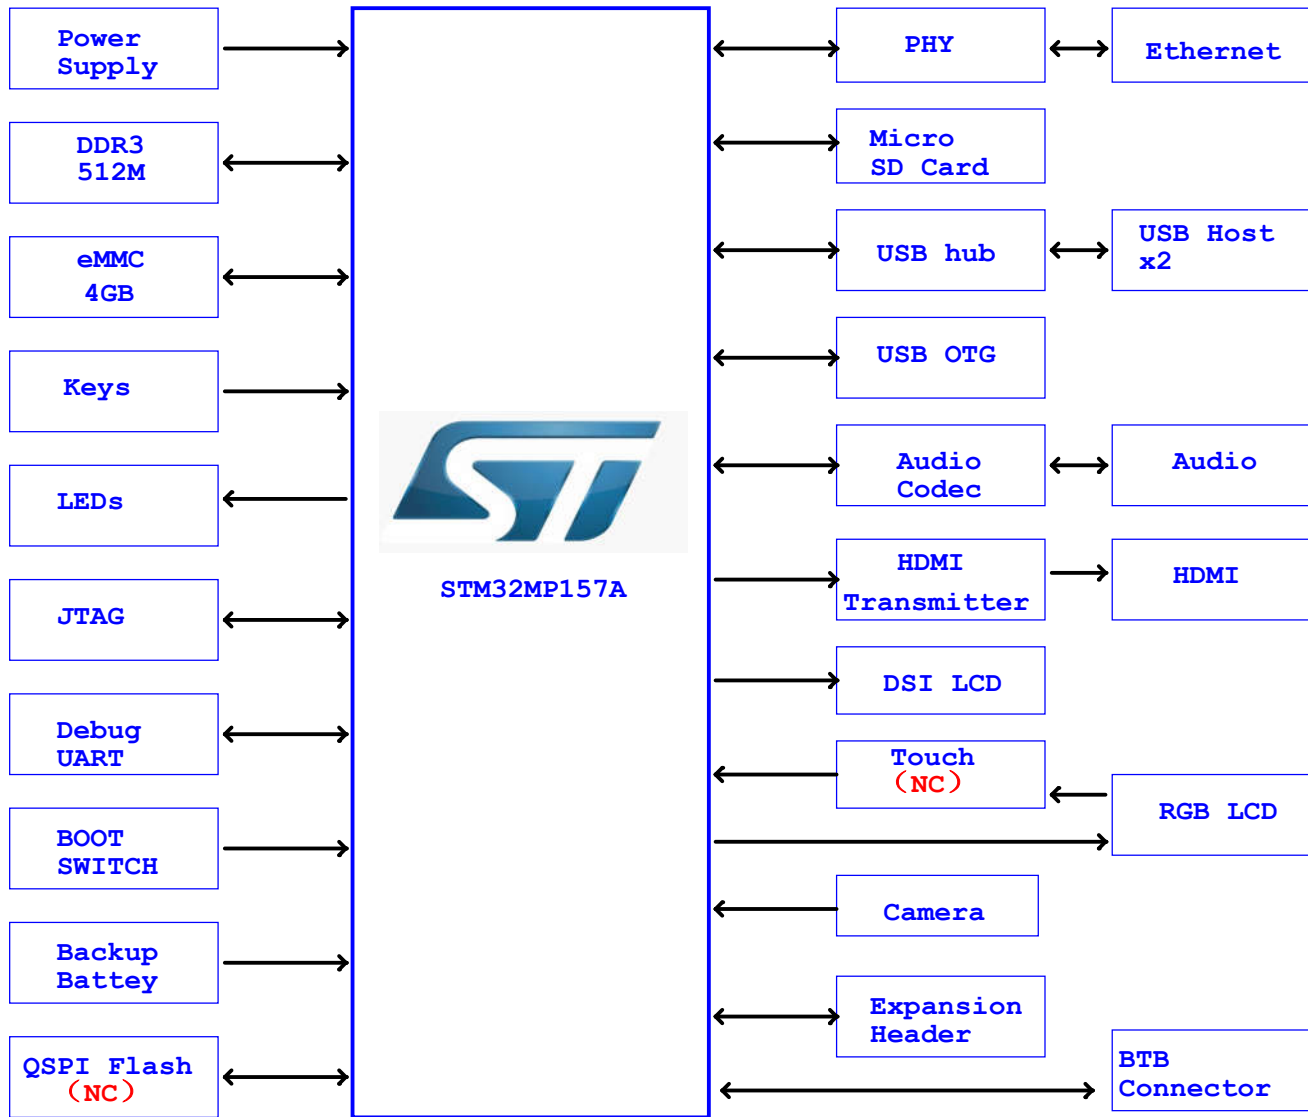 Power
Supply
DDR3
512M
eMMC
4GB
Keys
LEDs
JTAG
Debug
UART
BOOT
SWITCH
Backup
Battey
QSPI Flash
（NC）
ST
STM32MP157A
PHY
Ethernet
Micro
SD Card
USB hub
USB Host
x2
USB OTG
Audio
Codec
Audio
HDMI
Transmitter
HDMI
DSI LCD
Touch
（NC）
RGB LCD
Camera
Expansion
Header
BTB
Connector